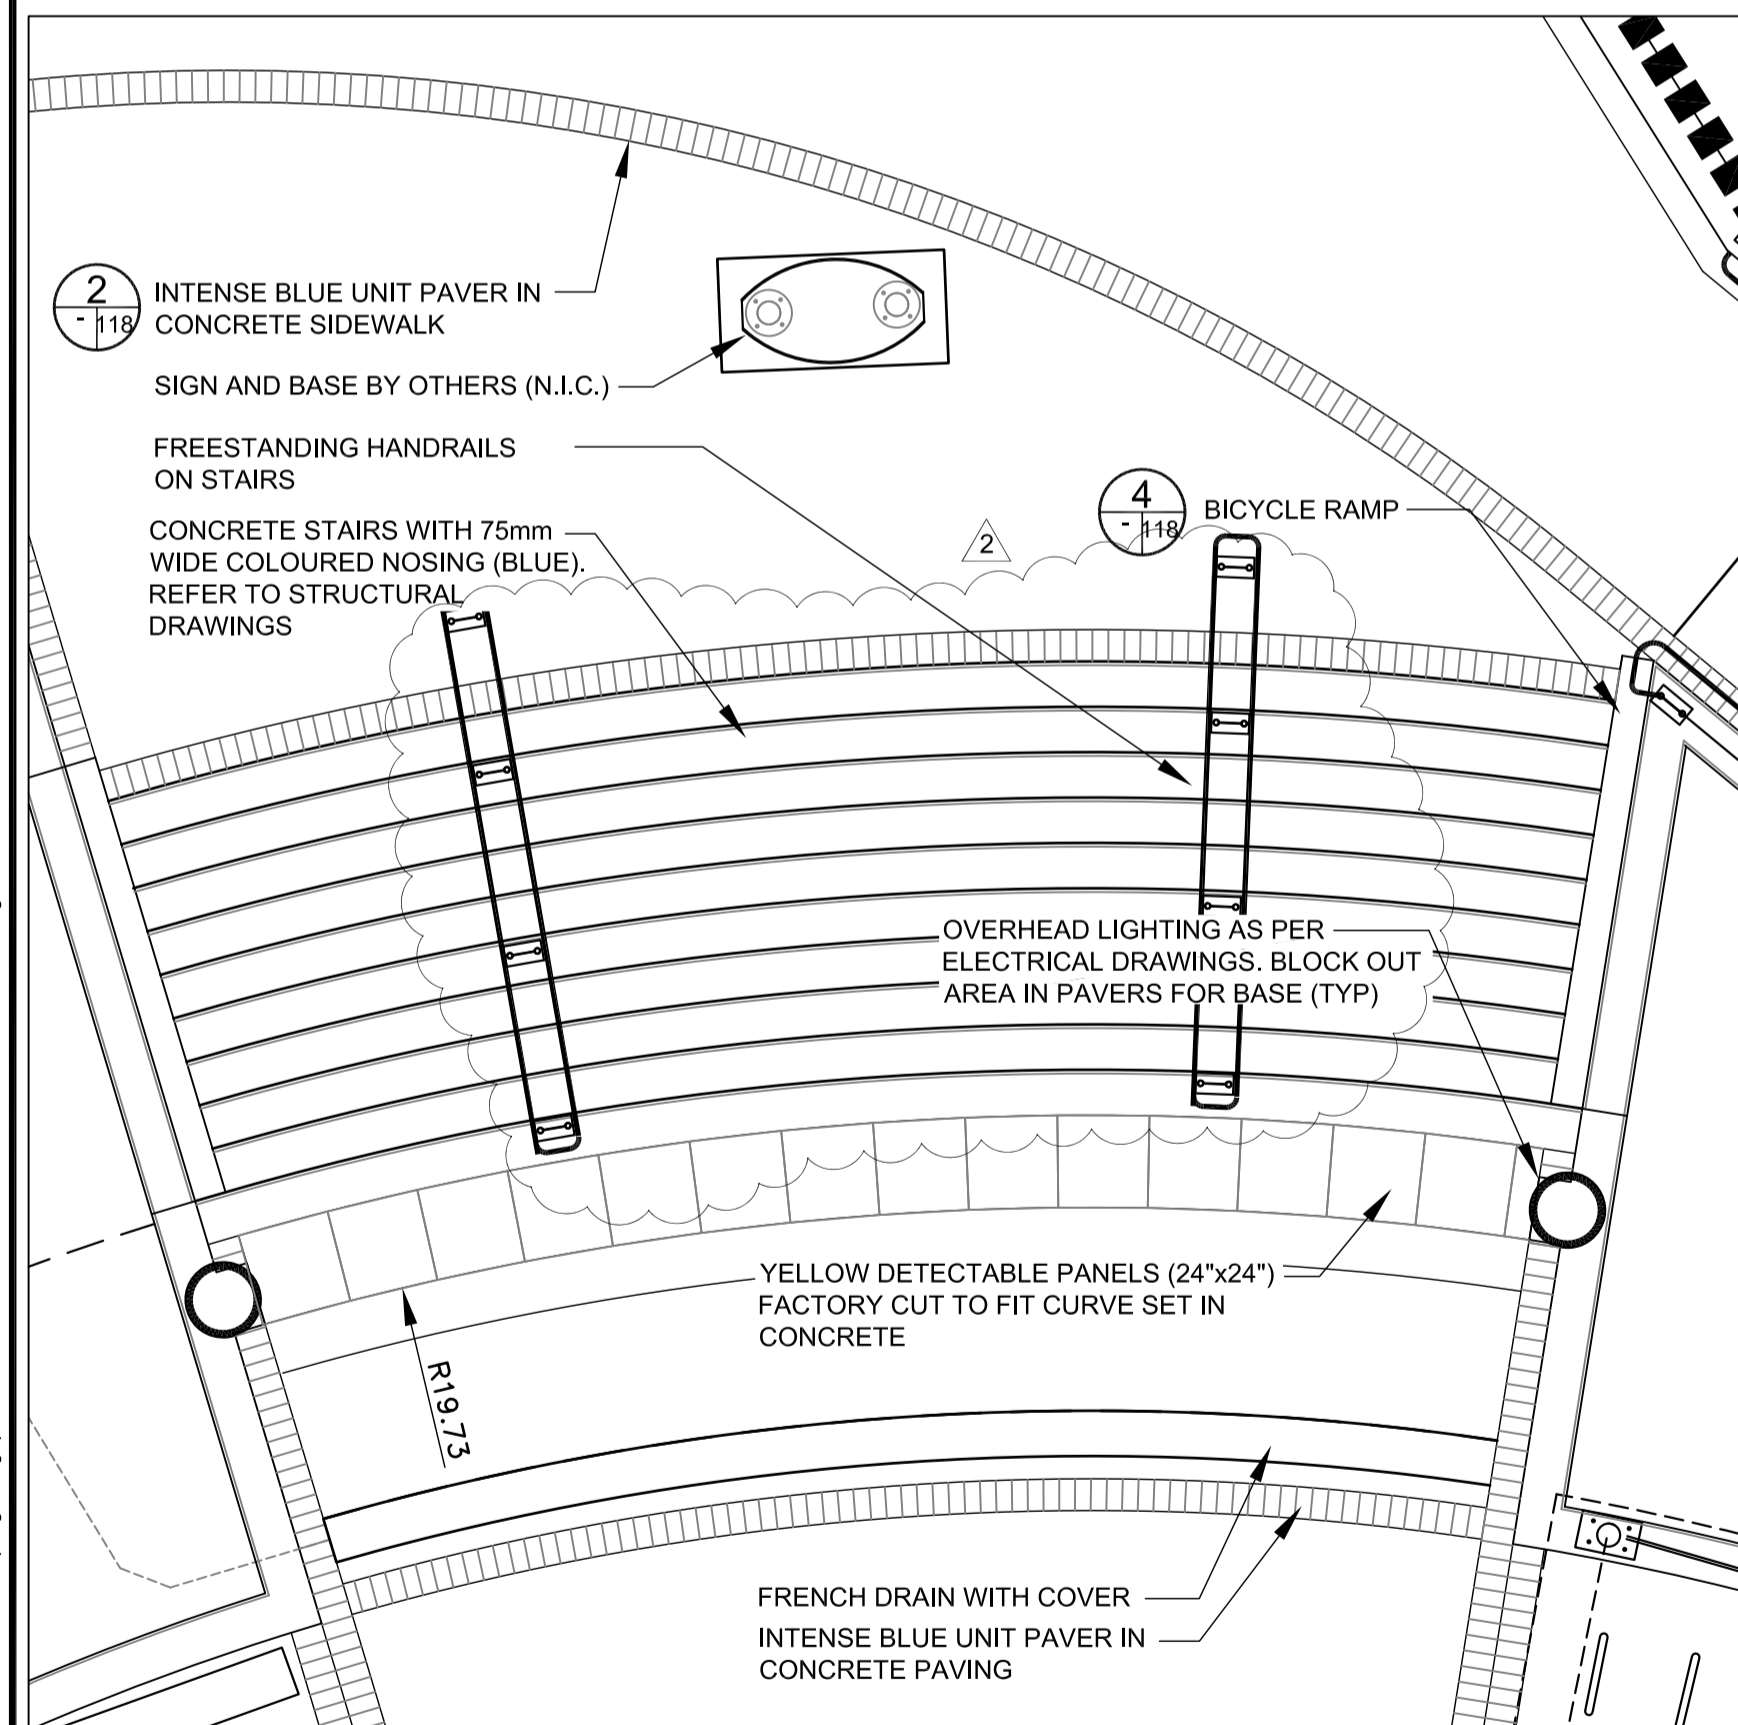 2
- 118
INTENSE BLUE UNIT PAVER IN
CONCRETE SIDEWALK
SIGN AND BASE BY OTHERS (N.I.C.)
FREESTANDING HANDRAILS
ON STAIRS
CONCRETE STAIRS WITH 75mm
WIDE COLOURED NOSING (BLUE).
REFER TO STRUCTURAL
DRAWINGS
2
4
- 118
BICYCLE RAMP
OVERHEAD LIGHTING AS PER
ELECTRICAL DRAWINGS. BLOCK OUT
AREA IN PAVERS FOR BASE (TYP)
YELLOW DETECTABLE PANELS (24"x24")
FACTORY CUT TO FIT CURVE SET IN
CONCRETE
R19.73
FRENCH DRAIN WITH COVER
INTENSE BLUE UNIT PAVER IN
CONCRETE PAVING